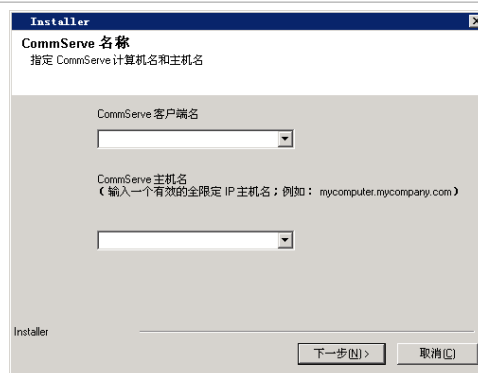 Installer
CommServe 名称
指定 CommServe 计算机名和主机名
CommServe 客户端名
CommServe 主机名
（输入一个有效的全限定 IP 主机名；例如： mycomputer.mycompany.com）
Installer
下一步(N) >
取消(C)